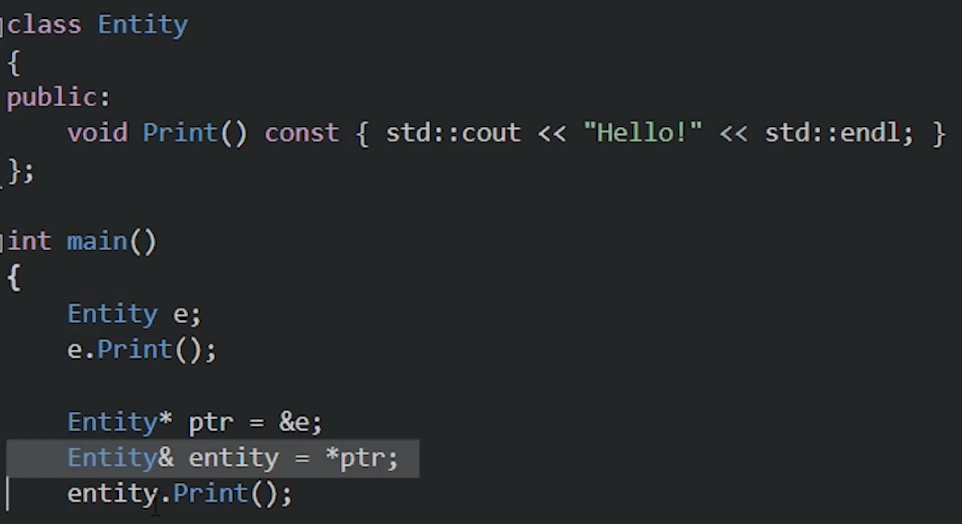 class Entity
{
public:
    void Print() const { std::cout << "Hello!" << std::endl; }
};
int main()
{
    Entity e;
    e.Print();
    Entity* ptr = &e;
    Entity& entity = *ptr;
    entity.Print();